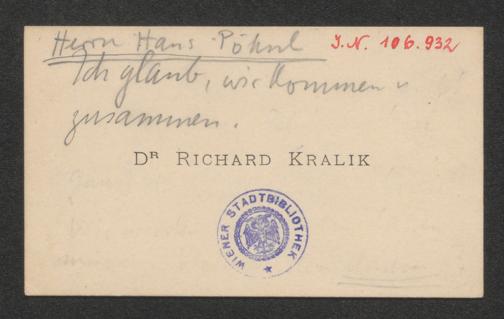 Herrn Hans Pöhnl
J.N. 106.932
Ich glaub, wir kommen
zusammen.
DR RICHARD KRALIK
WIENER STADTBIBLIOTHEK